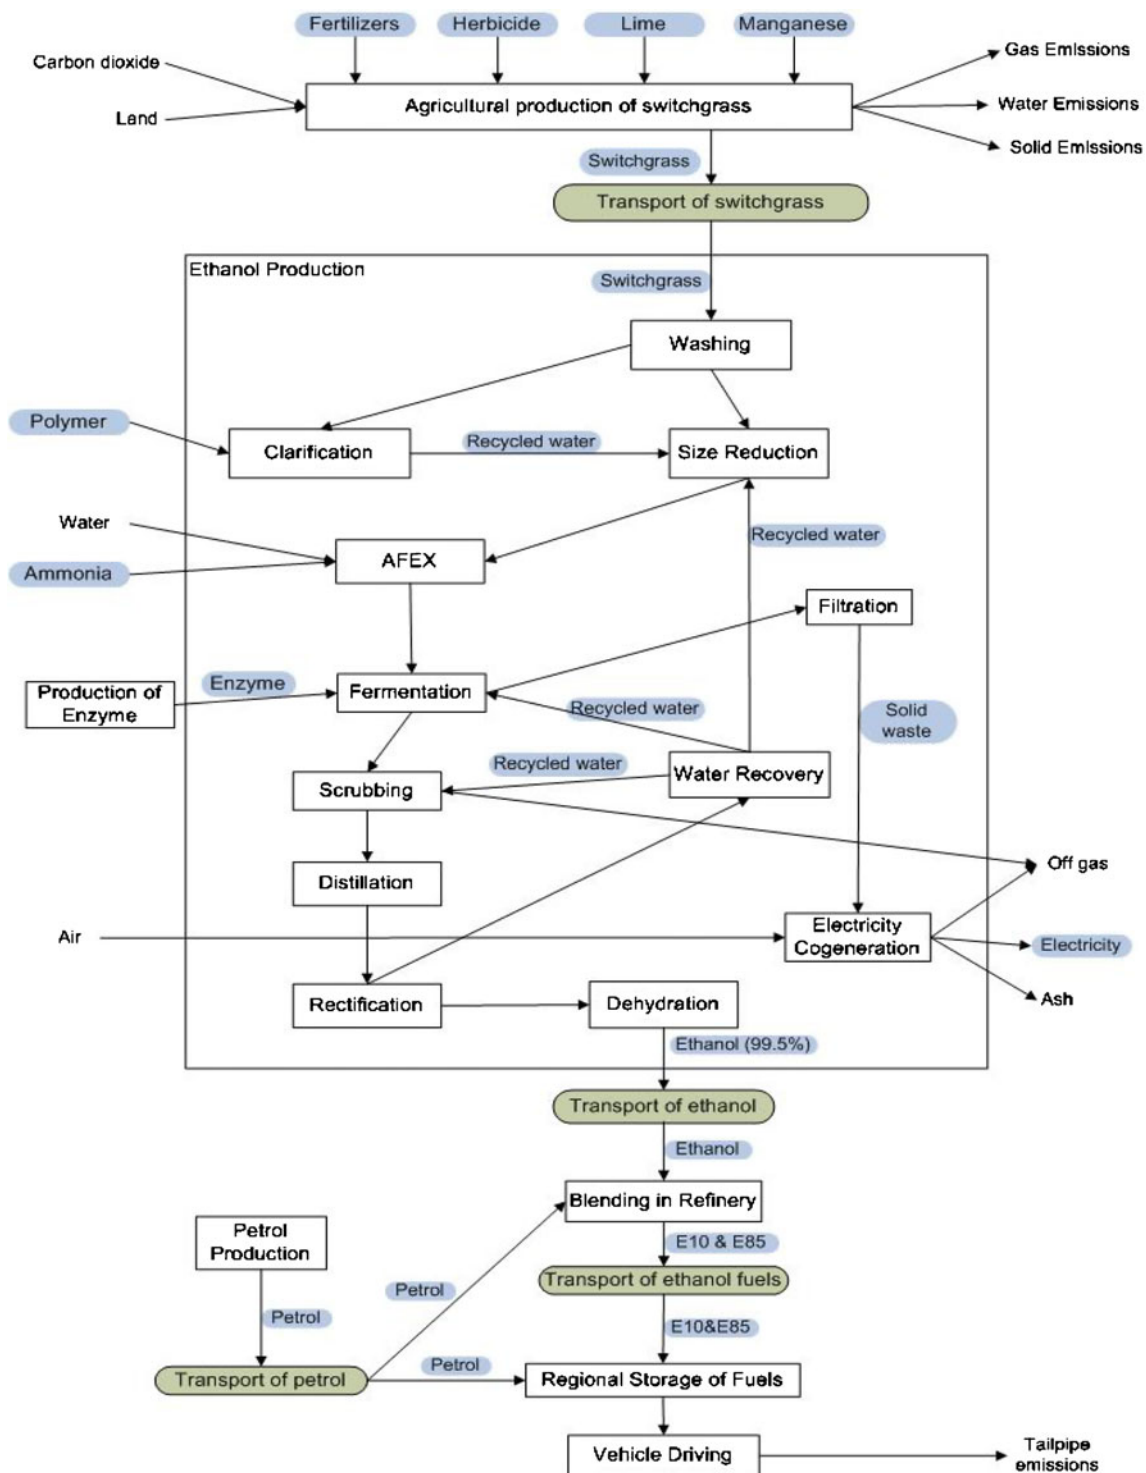 Fertilizers
Herbicide
Lime
Manganese
Carbon dioxide
Gas Emissions
Agricultural production of switchgrass
Water Emissions
Land
Solid Emissions
Switchgrass
Transport of switchgrass
Ethanol Production
Switchgrass
Washing
Polymer
Clarification
Recycled water
Size Reduction
Water
Recycled water
AFEX
Ammonia
Filtration
Production of
Enzyme
Enzyme
Fermentation
Recycled water
Solid
waste
Recycled water
Water Recovery
Scrubbing
Off gas
Distillation
Air
Electricity
Cogeneration
Electricity
Ash
Rectification
Dehydration
Ethanol (99.5%)
Transport of ethanol
Ethanol
Blending in Refinery
Petrol
Production
E10 & E85
Transport of ethanol fuels
Petrol
Petrol
E10&E85
Transport of petrol
Petrol
Regional Storage of Fuels
Vehicle Driving
Tailpipe
emissions